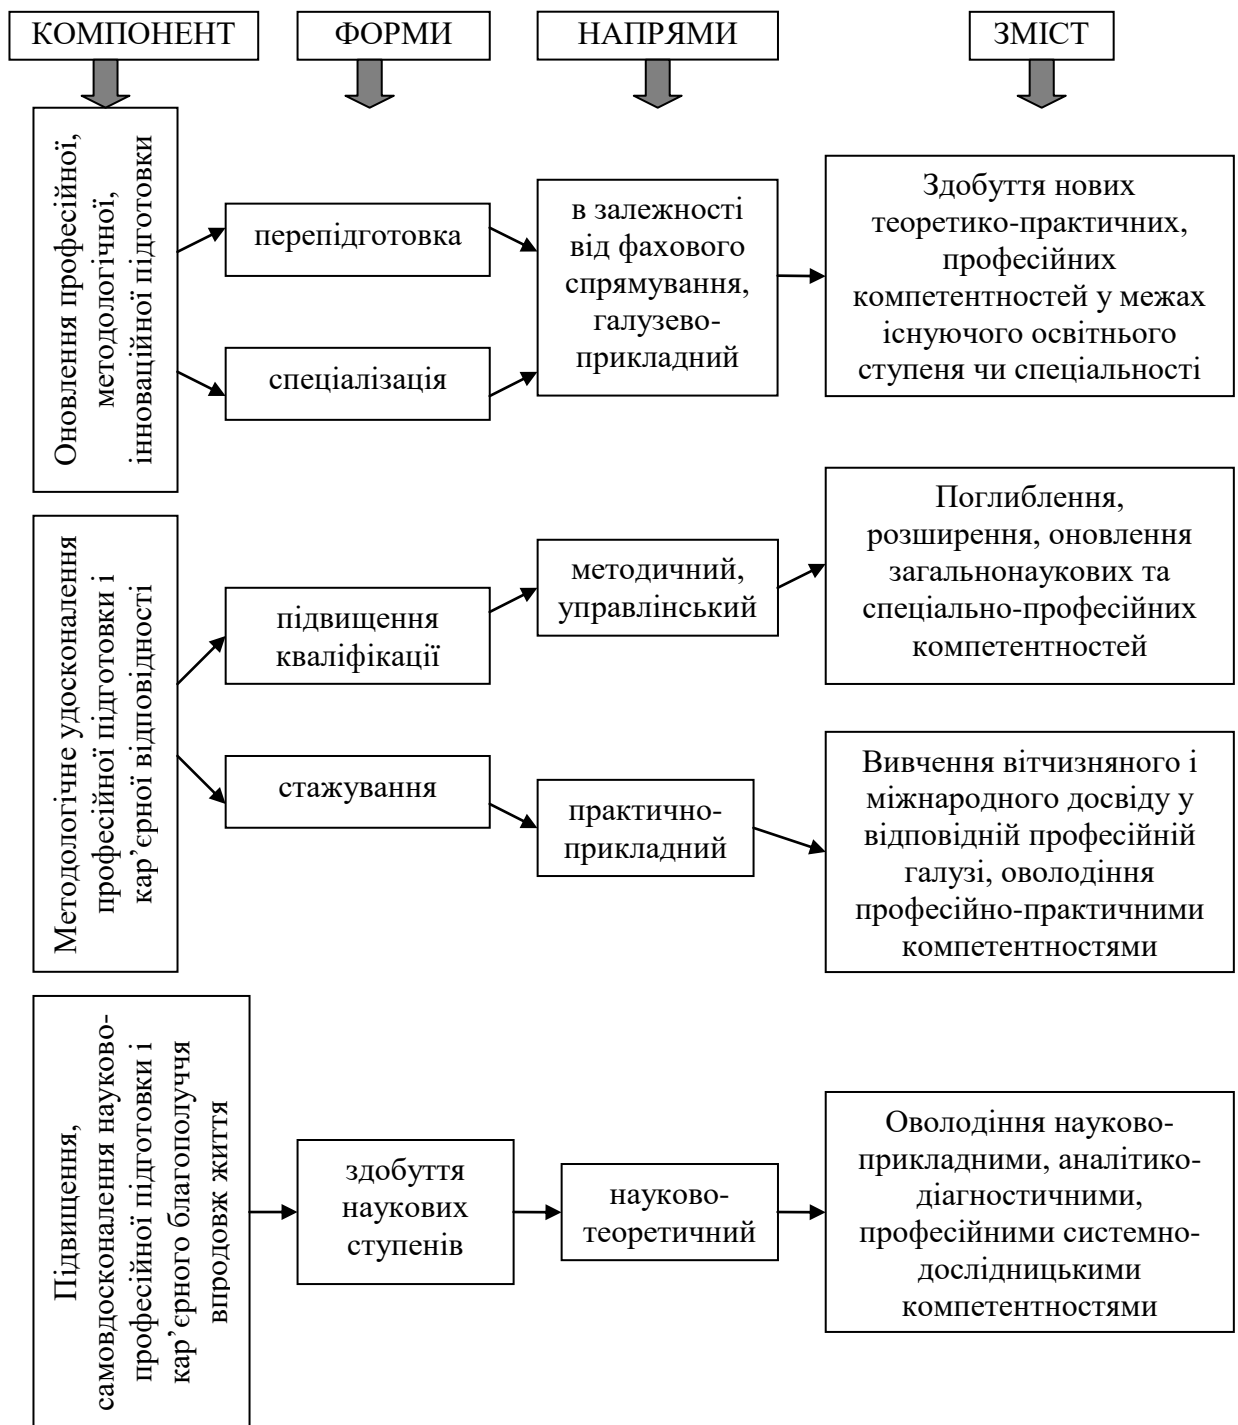 КОМПОНЕНТ
ФОРМИ
НАПРЯМИ
ЗМІСТ
Оновлення професійної,
методологічної,
інноваційної підготовки
перепідготовка
спеціалізація
в залежності
від фахового
спрямування,
галузево-
прикладний
Здобуття нових
теоретико-практичних,
професійних
компетентностей у межах
існуючого освітнього
ступеня чи спеціальності
Методологічне удосконалення
професійної підготовки і
кар’єрної відповідності
підвищення
кваліфікації
методичний,
управлінський
Поглиблення,
розширення, оновлення
загальнонаукових та
спеціально-професійних
компетентностей
стажування
практично-
прикладний
Вивчення вітчизняного і
міжнародного досвіду у
відповідній професійній
галузі, оволодіння
професійно-практичними
компетентностями
Підвищення,
самовдосконалення науково-
професійної підготовки і
кар’єрного благополуччя
впродовж життя
здобуття
наукових
ступенів
науково-
теоретичний
Оволодіння науково-
прикладними, аналітико-
діагностичними,
професійними системно-
дослідницькими
компетентностями